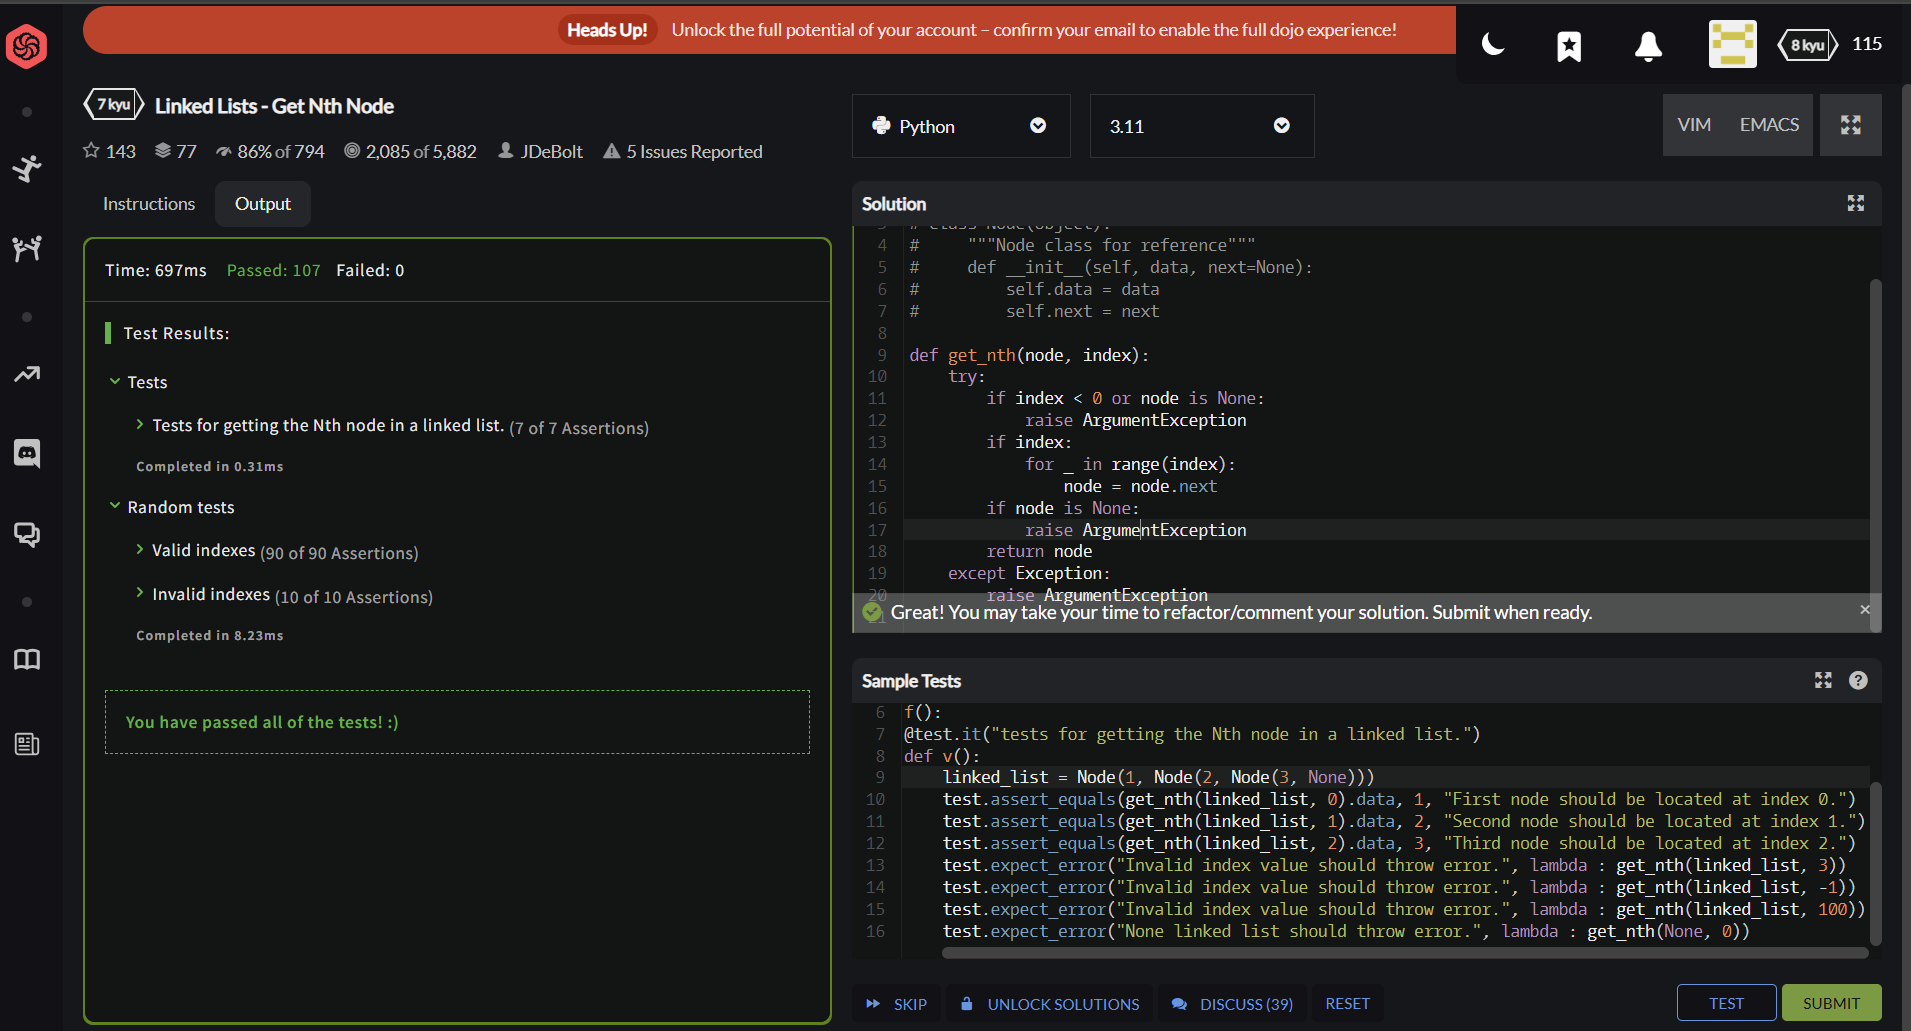 Heads Up! Unlock the full potential of your account – confirm your email to enable the full dojo experience!
8 kyu 115
7 kyu Linked Lists - Get Nth Node
143 77 86% of 794 2,085 of 5,882 JDeBolt 5 Issues Reported
Python
3.11
VIM EMACS
Instructions Output
Time: 697ms Passed: 107 Failed: 0
Test Results:
Tests
Tests for getting the Nth node in a linked list. (7 of 7 Assertions)
Completed in 0.31ms
Random tests
Valid indexes (90 of 90 Assertions)
Invalid indexes (10 of 10 Assertions)
Completed in 8.23ms
You have passed all of the tests! :)
Solution
3 # class Node(object):
4 #     """Node class for reference"""
5 #     def __init__(self, data, next=None):
6 #         self.data = data
7 #         self.next = next
8
9 def get_nth(node, index):
10     try:
11         if index < 0 or node is None:
12             raise ArgumentException
13         if index:
14             for _ in range(index):
15                 node = node.next
16         if node is None:
17             raise ArgumentException
18         return node
19     except Exception:
20         raise ArgumentException
21
Great! You may take your time to refactor/comment your solution. Submit when ready.
Sample Tests
6 f():
7 @test.it("tests for getting the Nth node in a linked list.")
8 def v():
9     linked_list = Node(1, Node(2, Node(3, None)))
10     test.assert_equals(get_nth(linked_list, 0).data, 1, "First node should be located at index 0.")
11     test.assert_equals(get_nth(linked_list, 1).data, 2, "Second node should be located at index 1.")
12     test.assert_equals(get_nth(linked_list, 2).data, 3, "Third node should be located at index 2.")
13     test.expect_error("Invalid index value should throw error.", lambda : get_nth(linked_list, 3))
14     test.expect_error("Invalid index value should throw error.", lambda : get_nth(linked_list, -1))
15     test.expect_error("Invalid index value should throw error.", lambda : get_nth(linked_list, 100))
16     test.expect_error("None linked list should throw error.", lambda : get_nth(None, 0))
SKIP UNLOCK SOLUTIONS DISCUSS (39) RESET TEST SUBMIT